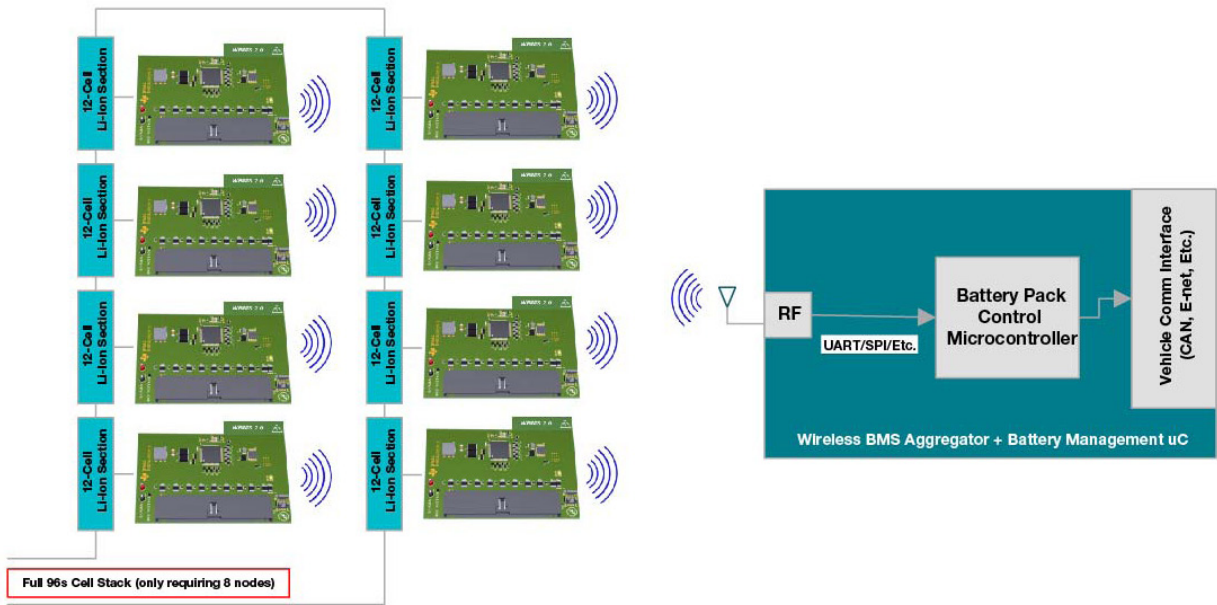 12-Cell
Li-Ion Section
12-Cell
Li-Ion Section
12-Cell
Li-Ion Section
12-Cell
Li-Ion Section
12-Cell
Li-Ion Section
12-Cell
Li-Ion Section
12-Cell
Li-Ion Section
12-Cell
Li-Ion Section
Full 96s Cell Stack (only requiring 8 nodes)
RF
UART/SPI/Etc.
Battery Pack
Control
Microcontroller
Vehicle Comm Interface
(CAN, E-net, Etc.)
Wireless BMS Aggregator + Battery Management uC